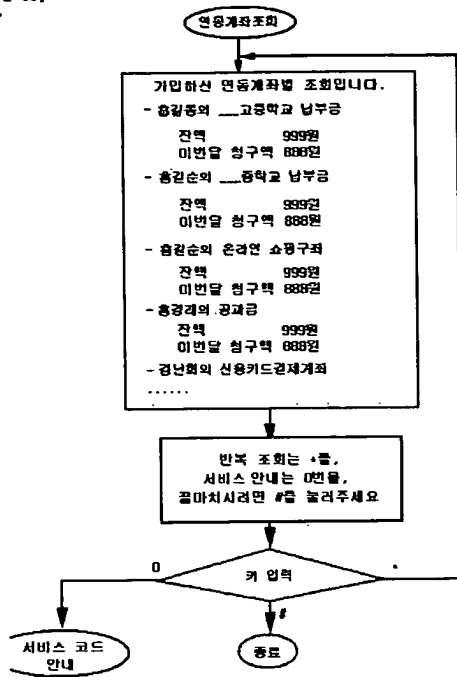 연동계좌조회
가입하신 연동계좌별 조회입니다.
- 홍길동의 ___고등학교 납부금
잔액 999원
이번달 청구액 888원
- 홍길순의 ___중학교 납부금
잔액 999원
이번달 청구액 888원
- 홍길순의 온라인 쇼핑구좌
잔액 999원
이번달 청구액 888원
- 홍경래의 공과금
잔액 999원
이번달 청구액 888원
- 경난희의 신용카드결제계좌
......
반복 조회는 *를,
서비스 안내는 0번을,
끝마치시려면 #를 눌러주세요
0
키 입력
*
#
서비스 코드
안내
종료